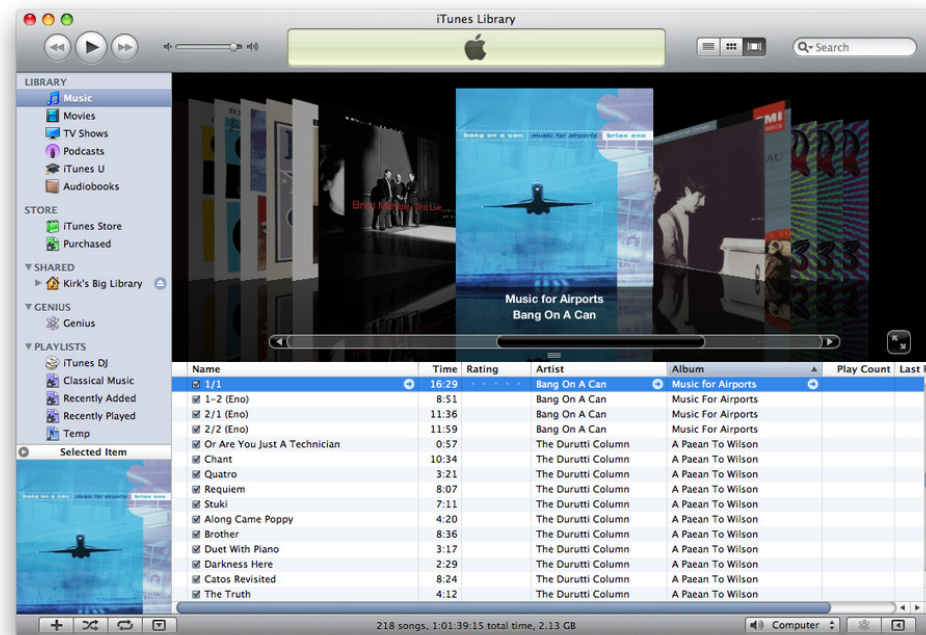 iTunes Library
Search
LIBRARY
Music
Movies
TV Shows
Podcasts
iTunes U
Audiobooks
STORE
iTunes Store
Purchased
SHARED
Kirk's Big Library
GENIUS
Genius
PLAYLISTS
iTunes DJ
Classical Music
Recently Added
Recently Played
Temp
Selected Item
bang on a can music for airports brian eno
bang on a can music for airports brian eno
Music for Airports
Bang On A Can
Name Time Rating Artist Album Play Count Last
1/1 16:29 Bang On A Can Music for Airports
1-2 (Eno) 8:51 Bang On A Can Music For Airports
2/1 (Eno) 11:36 Bang On A Can Music For Airports
2/2 (Eno) 11:59 Bang On A Can Music For Airports
Or Are You Just A Technician 0:57 The Durutti Column A Paean To Wilson
Chant 10:34 The Durutti Column A Paean To Wilson
Quatro 3:21 The Durutti Column A Paean To Wilson
Requiem 8:07 The Durutti Column A Paean To Wilson
Stuki 7:11 The Durutti Column A Paean To Wilson
Along Came Poppy 4:20 The Durutti Column A Paean To Wilson
Brother 8:36 The Durutti Column A Paean To Wilson
Duet With Piano 3:17 The Durutti Column A Paean To Wilson
Darkness Here 2:29 The Durutti Column A Paean To Wilson
Catos Revisited 8:24 The Durutti Column A Paean To Wilson
The Truth 4:12 The Durutti Column A Paean To Wilson
218 songs, 1:01:39:15 total time, 2.13 GB
Computer